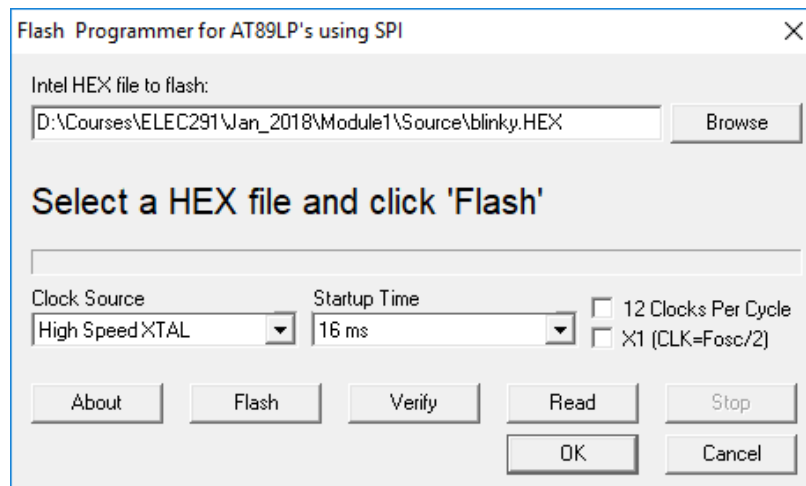 Flash  Programmer for AT89LP's using SPI
Intel HEX file to flash:
D:\Courses\ELEC291\Jan_2018\Module1\Source\blinky.HEX
Browse
Select a HEX file and click 'Flash'
Clock Source
Startup Time
12 Clocks Per Cycle
High Speed XTAL
16 ms
X1 (CLK=Fosc/2)
About
Flash
Verify
Read
Stop
OK
Cancel